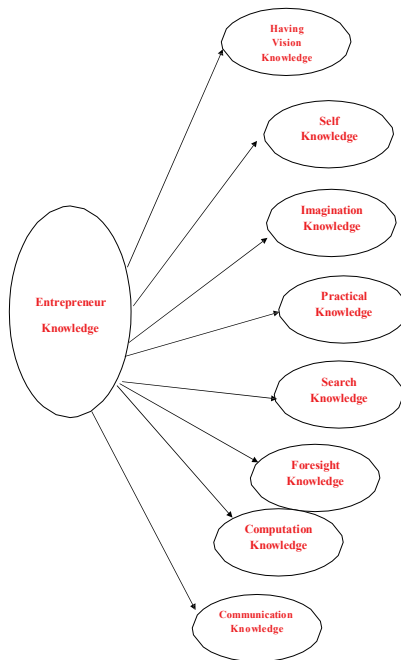 Having
Vision
Knowledge
Self
Knowledge
Imagination
Knowledge
Entrepreneur
Knowledge
Practical
Knowledge
Search
Knowledge
Foresight
Knowledge
Computation
Knowledge
Communication
Knowledge